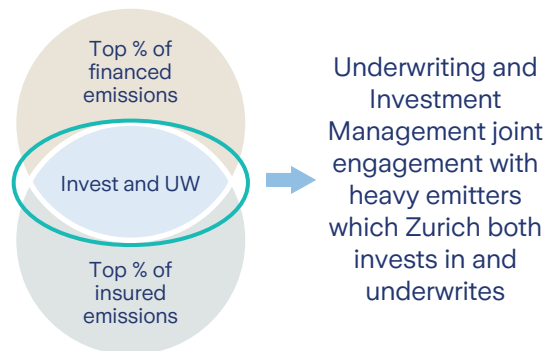 Top % of
financed
emissions
Invest and UW
Top % of
insured
emissions
Underwriting and
Investment
Management joint
engagement with
heavy emitters
which Zurich both
invests in and
underwrites